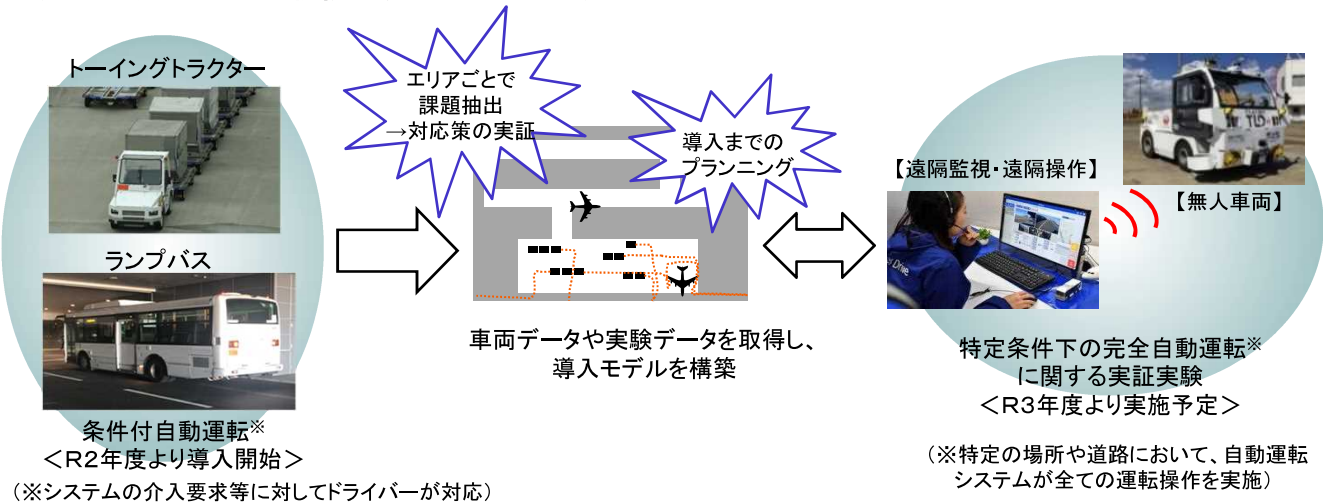 トーイングトラクター
ランプバス
条件付自動運転※
＜R2年度より導入開始＞
(※システムの介入要求等に対してドライバーが対応)
エリアごとで
課題抽出
→対応策の実証
導入までの
プランニング
車両データや実験データを取得し、
導入モデルを構築
【遠隔監視・遠隔操作】
【無人車両】
TLD
特定条件下の完全自動運転※
に関する実証実験
＜R3年度より実施予定＞
(※特定の場所や道路において、自動運転
システムが全ての運転操作を実施)